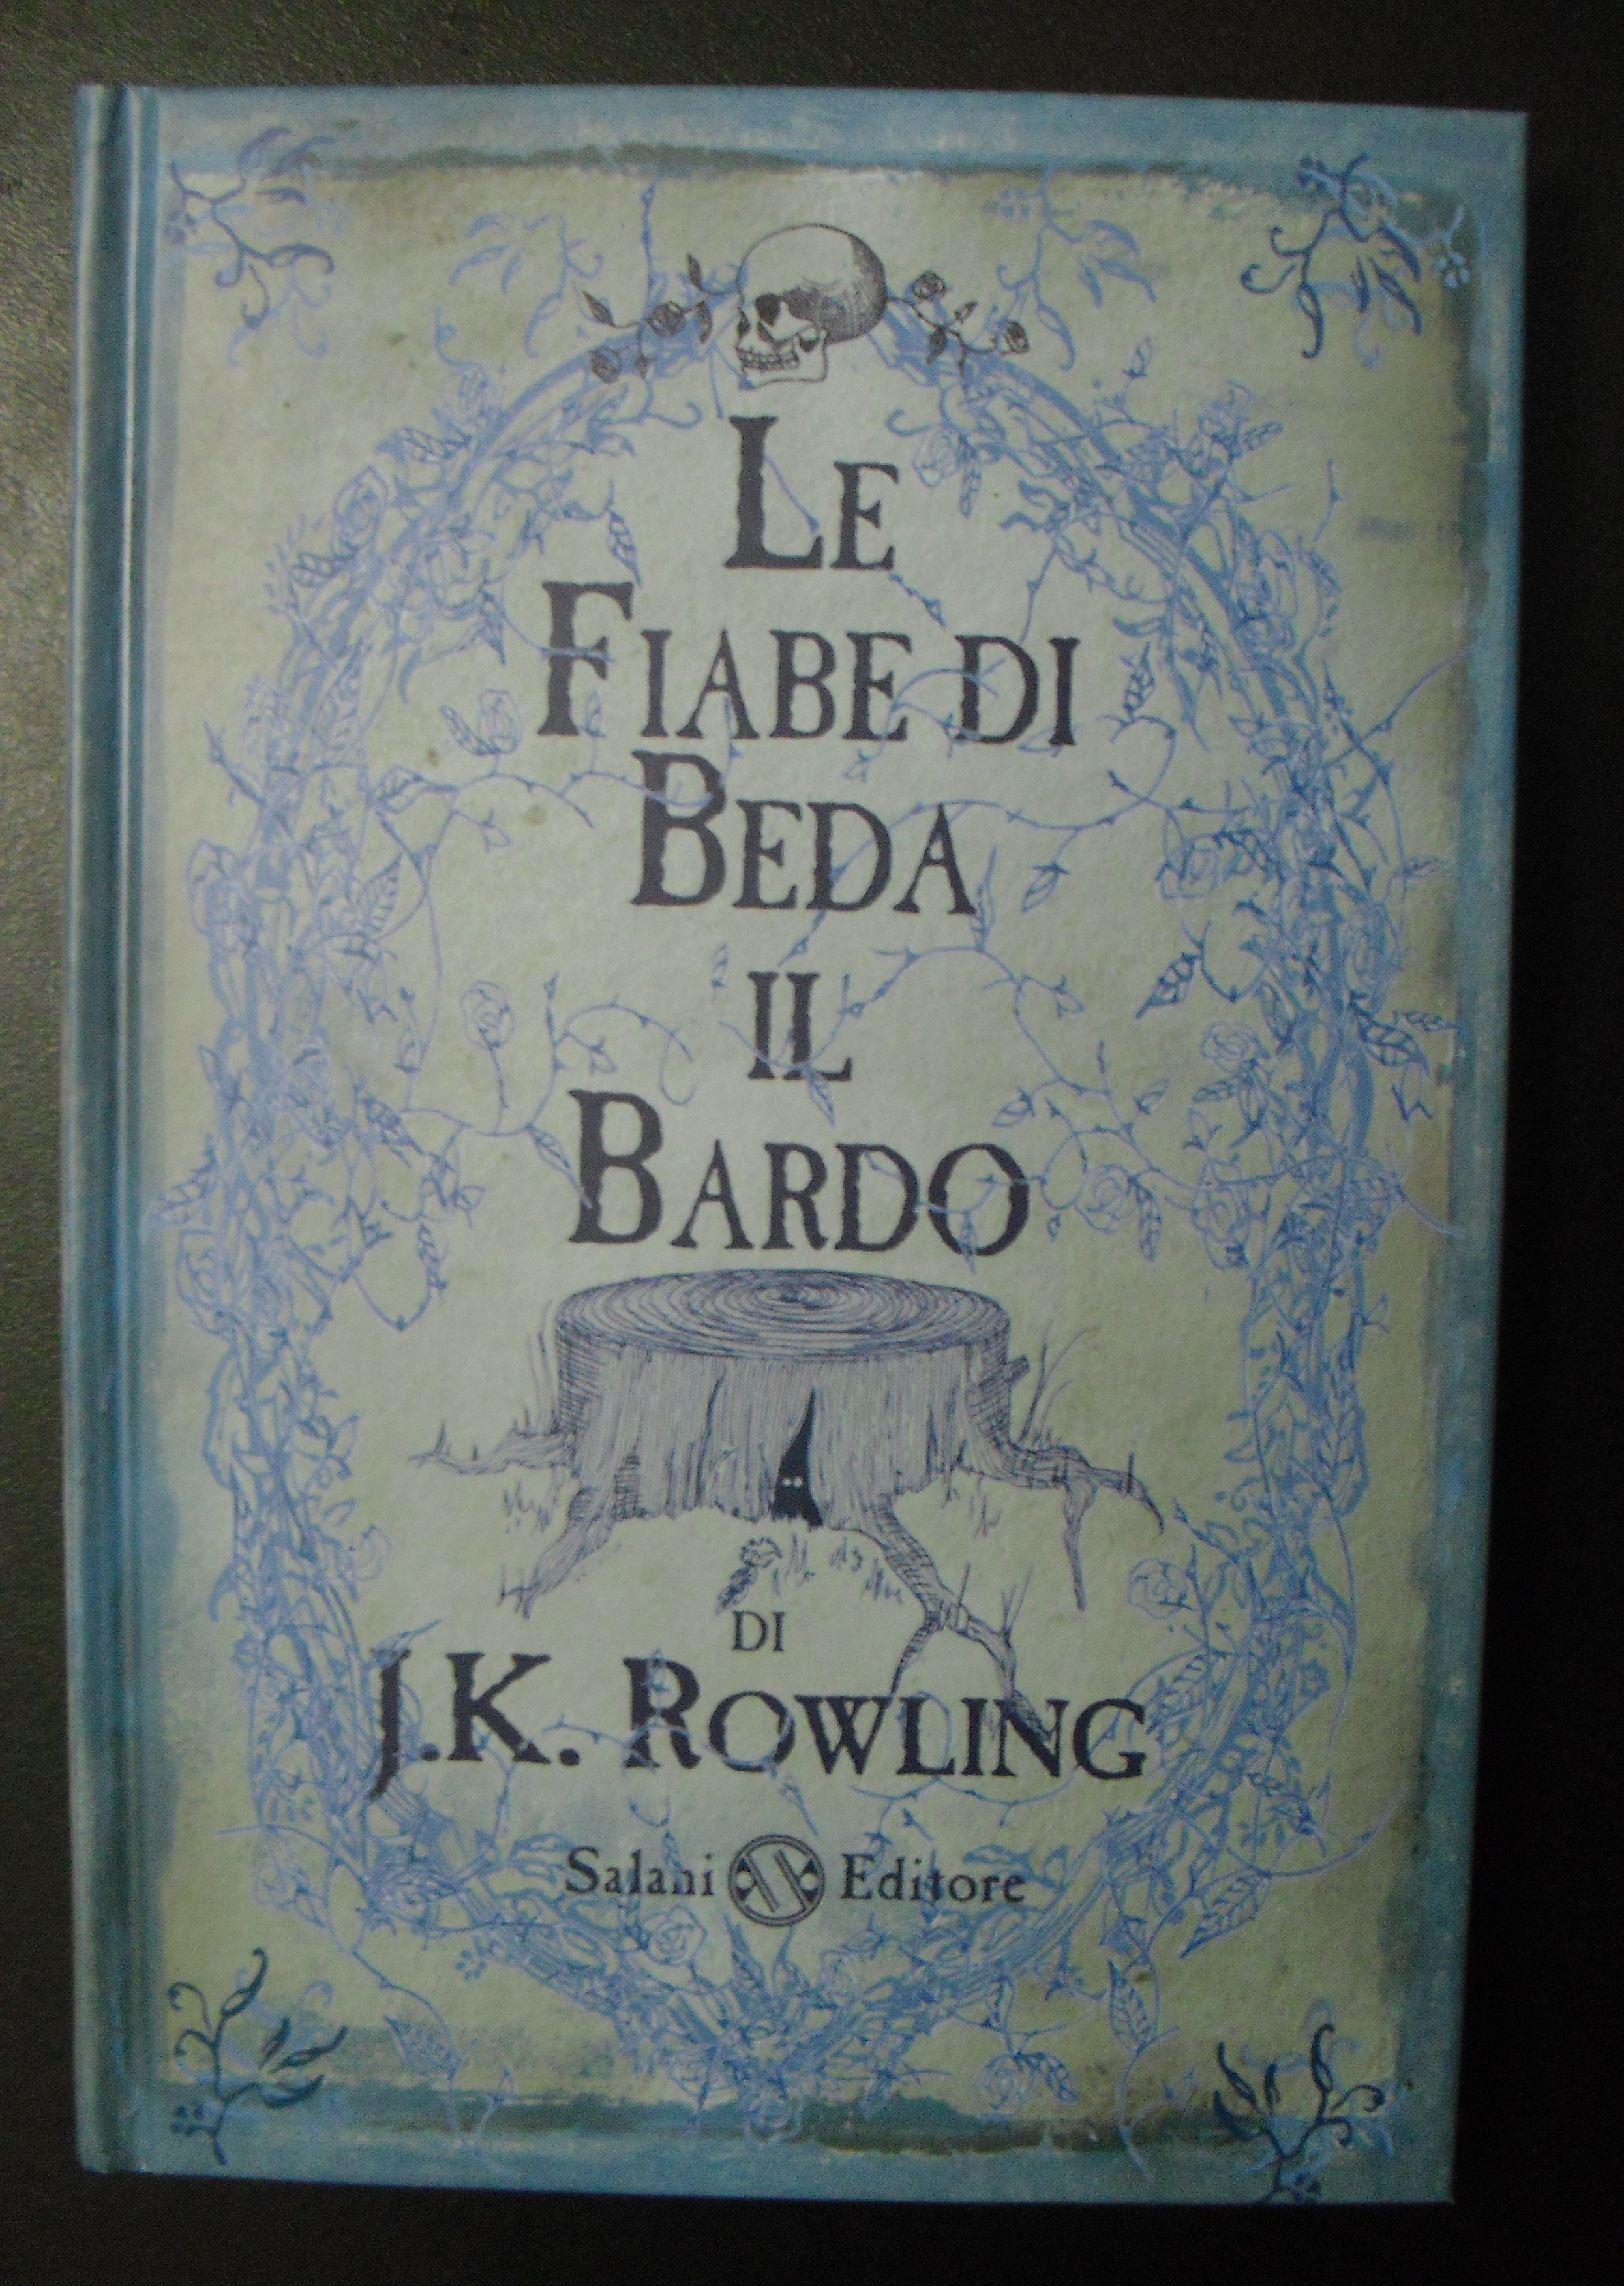 LE
FIABE DI
BEDA
IL
BARDO
DI
J.K. ROWLING
Salani Editore